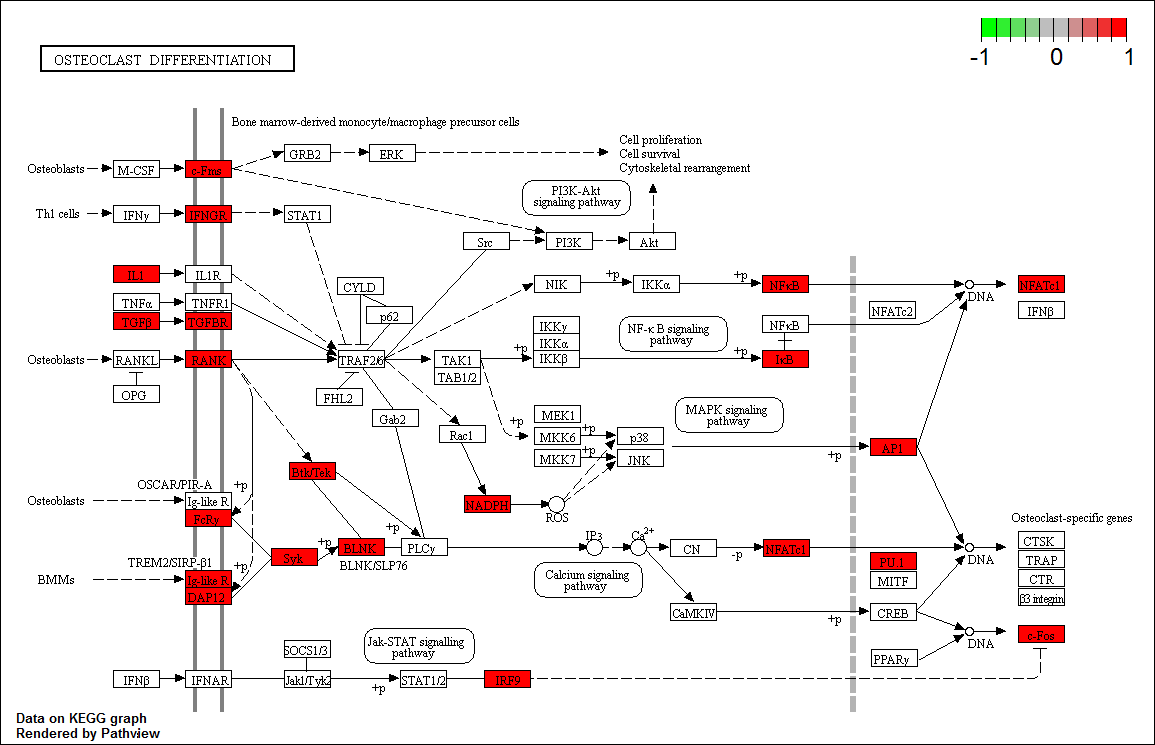 -1 0 1
OSTEOCLAST DIFFERENTIATION
Bone marrow-derived monocyte/macrophage precursor cells
Osteoblasts
M-CSF
c-Fms
GRB2
ERK
Cell proliferation
Cell survival
Cytoskeletal rearrangement
PI3K-Akt
signaling pathway
Th1 cells
IFNγ
IFNGR
STAT1
Src
PI3K
Akt
IL1
IL1R
CYLD
p62
NIK
+p
IKKα
+p
NFκB
DNA
NFATc1
TNFα
TNFR1
NFATc2
IFNβ
TGFβ
TGFBR
IKKγ
IKKα
IKKβ
+p
NF-κ B signaling
pathway
NFκB
+p
IκB
Osteoblasts
RANKL
RANK
TRAF2/6
TAK1
TAB1/2
OPG
FHL2
Gab2
Rac1
+p
MEK1
MKK6
+p
p38
MKK7
+p
JNK
MAPK signaling
pathway
+p
AP1
Btk/Tek
NADPH
ROS
OSCAR/PIR-A
+p
Osteoblasts
Ig-like R
FcRγ
TREM2/SIRP-β1
+p
BMMs
Ig-like R
DAP12
Syk
+p
BLNK
BLNK/SLP76
+p
PLCγ
IP3
Ca2+
CN
-p
NFATc1
Calcium signaling
pathway
CaMKIV
+p
PU.1
MITF
CREB
DNA
Osteoclast-specific genes
CTSK
TRAP
CTR
β3 integrin
PPARγ
DNA
c-Fos
IFNβ
IFNAR
SOCS1/3
Jak1/Tyk2
+p
Jak-STAT signalling
pathway
STAT1/2
IRF9
Data on KEGG graph
Rendered by Pathview